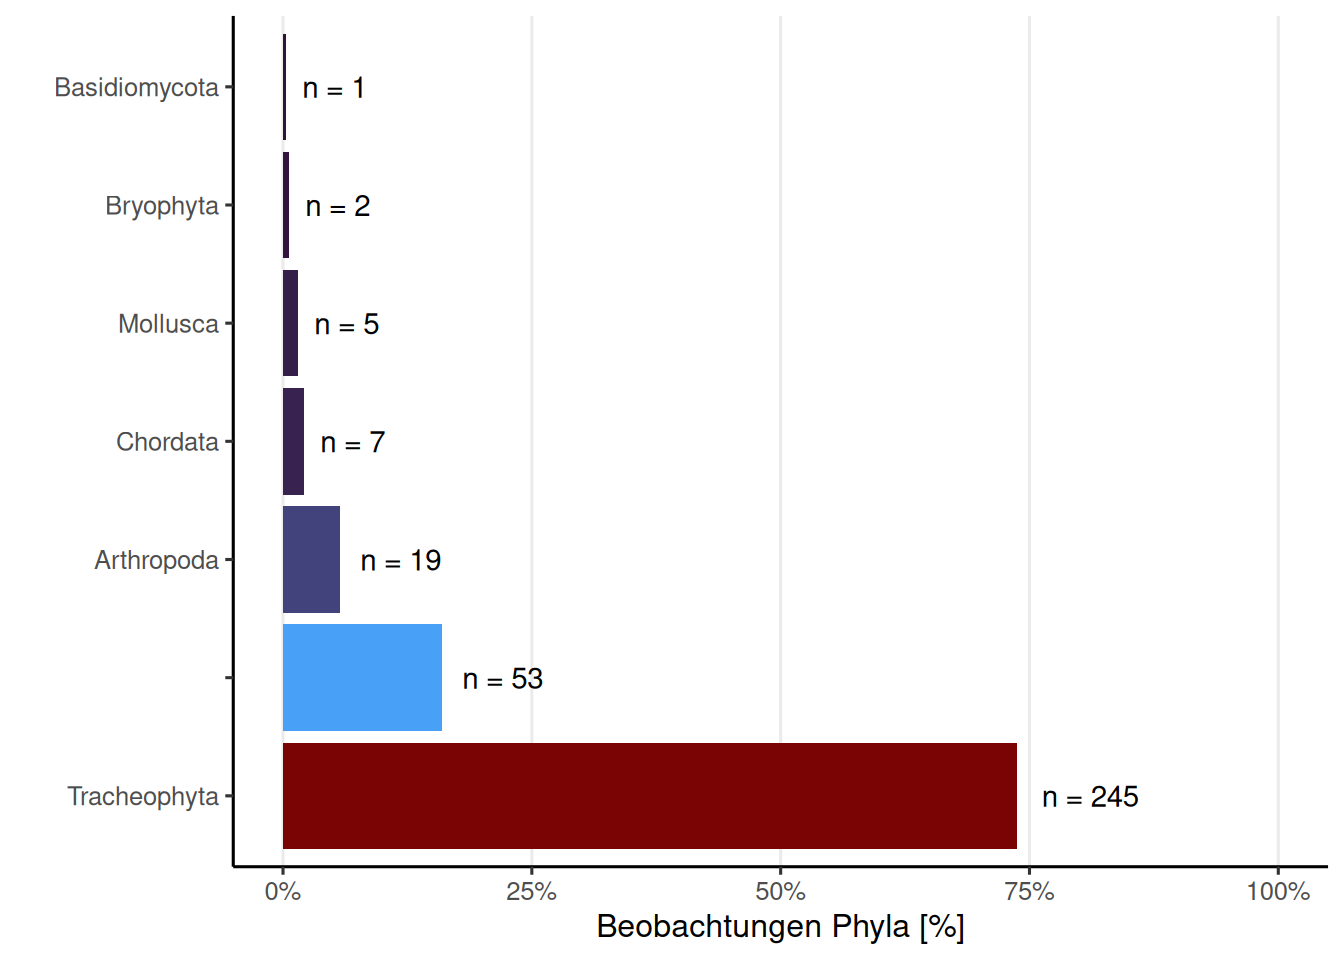 Basidiomycota n = 1
Bryophyta n = 2
Mollusca n = 5
Chordata n = 7
Arthropoda n = 19
n = 53
Tracheophyta n = 245
0% 25% 50% 75% 100%
Beobachtungen Phyla [%]